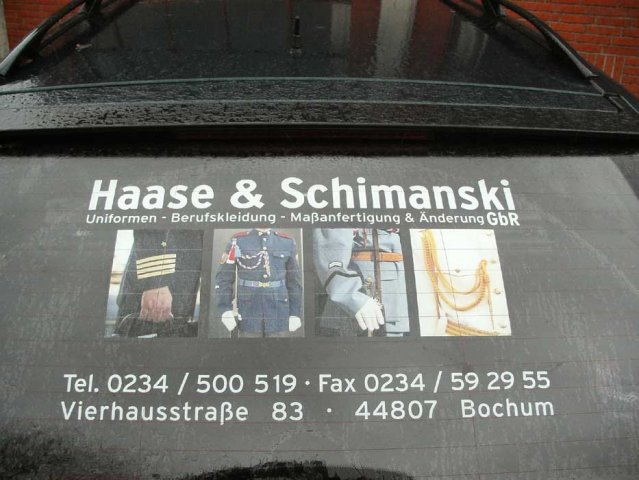 Haase & Schimanski
Uniformen - Berufskleidung - Maßanfertigung & Änderung GbR
Tel. 0234 / 500 519 · Fax 0234 / 59 29 55
Vierhausstraße 83 · 44807 Bochum